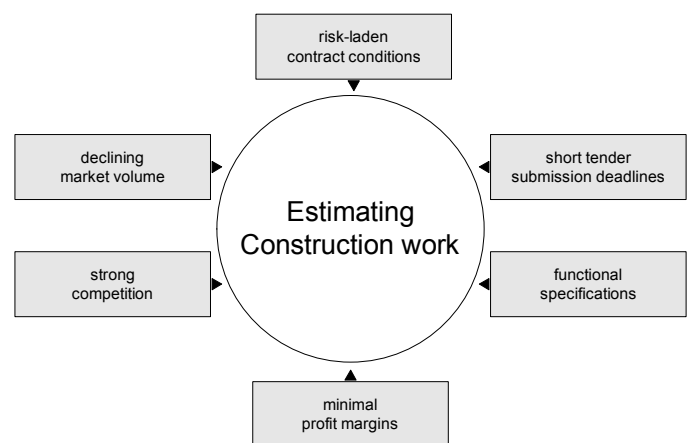 risk-laden
contract conditions
declining
market volume
short tender
submission deadlines
Estimating
Construction work
strong
competition
functional
specifications
minimal
profit margins